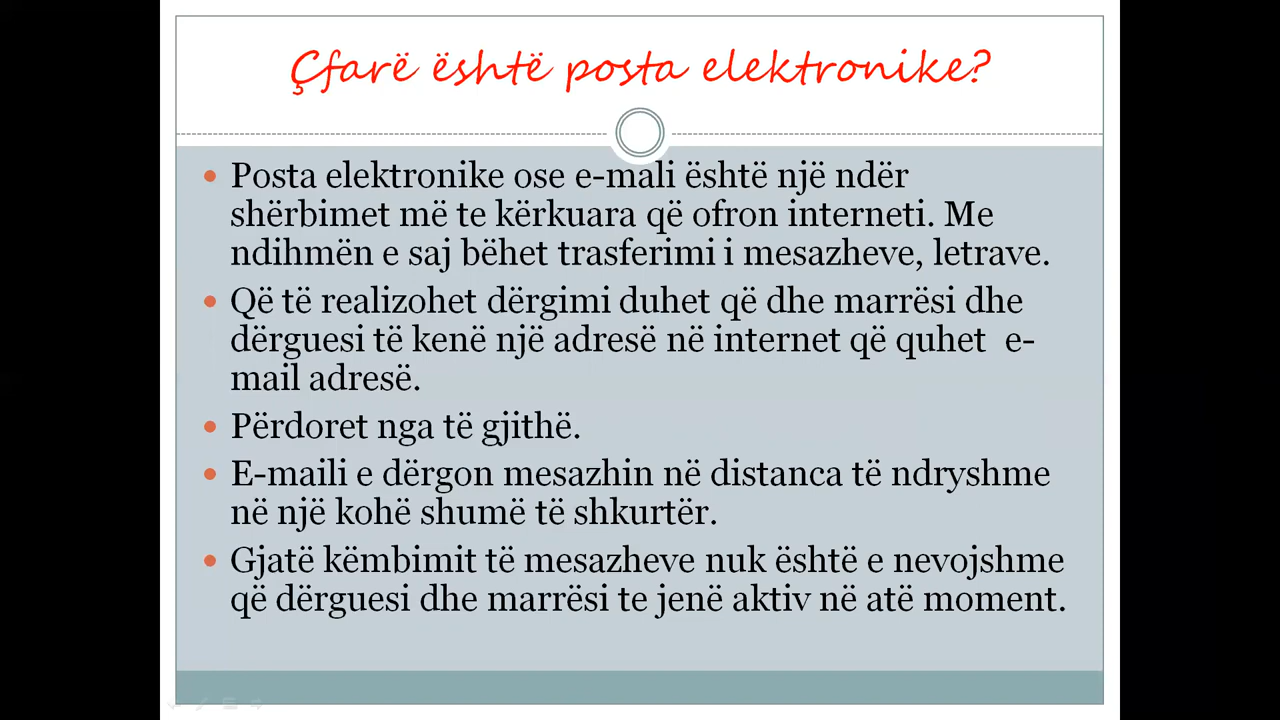 Çfarë është posta elektronike?
Posta elektronike ose e-mali është një ndër
shërbimet më te kërkuara që ofron interneti. Me
ndihmën e saj bëhet trasferimi i mesazheve, letrave.
Që të realizohet dërgimi duhet që dhe marrësi dhe
dërguesi të kenë një adresë në internet që quhet e-
mail adresë.
Përdoret nga të gjithë.
E-maili e dërgon mesazhin në distanca të ndryshme
në një kohë shumë të shkurtër.
Gjatë këmbimit të mesazheve nuk është e nevojshme
që dërguesi dhe marrësi te jenë aktiv në atë moment.